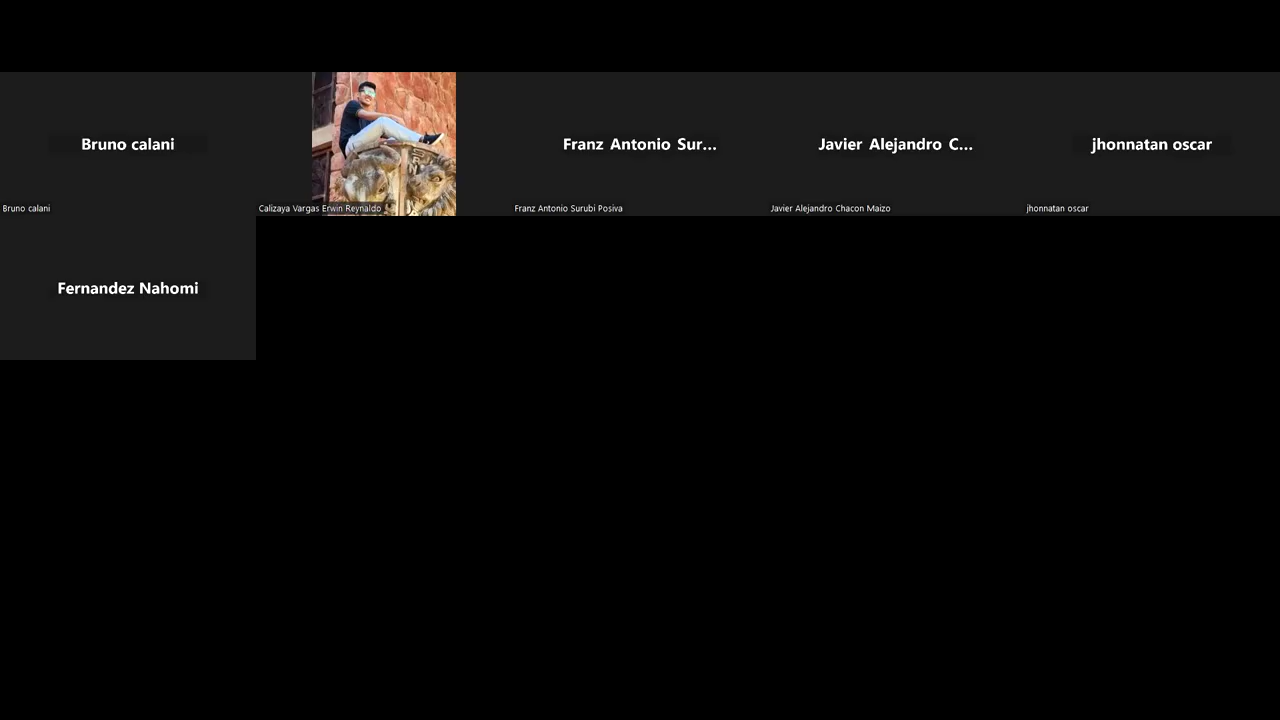 Bruno calani
Franz Antonio Sur...
Javier Alejandro C...
jhonnatan oscar
Bruno calani
Calizaya Vargas Erwin Reynaldo
Franz Antonio Surubi Posiva
Javier Alejandro Chacon Maizo
jhonnatan oscar
Fernandez Nahomi